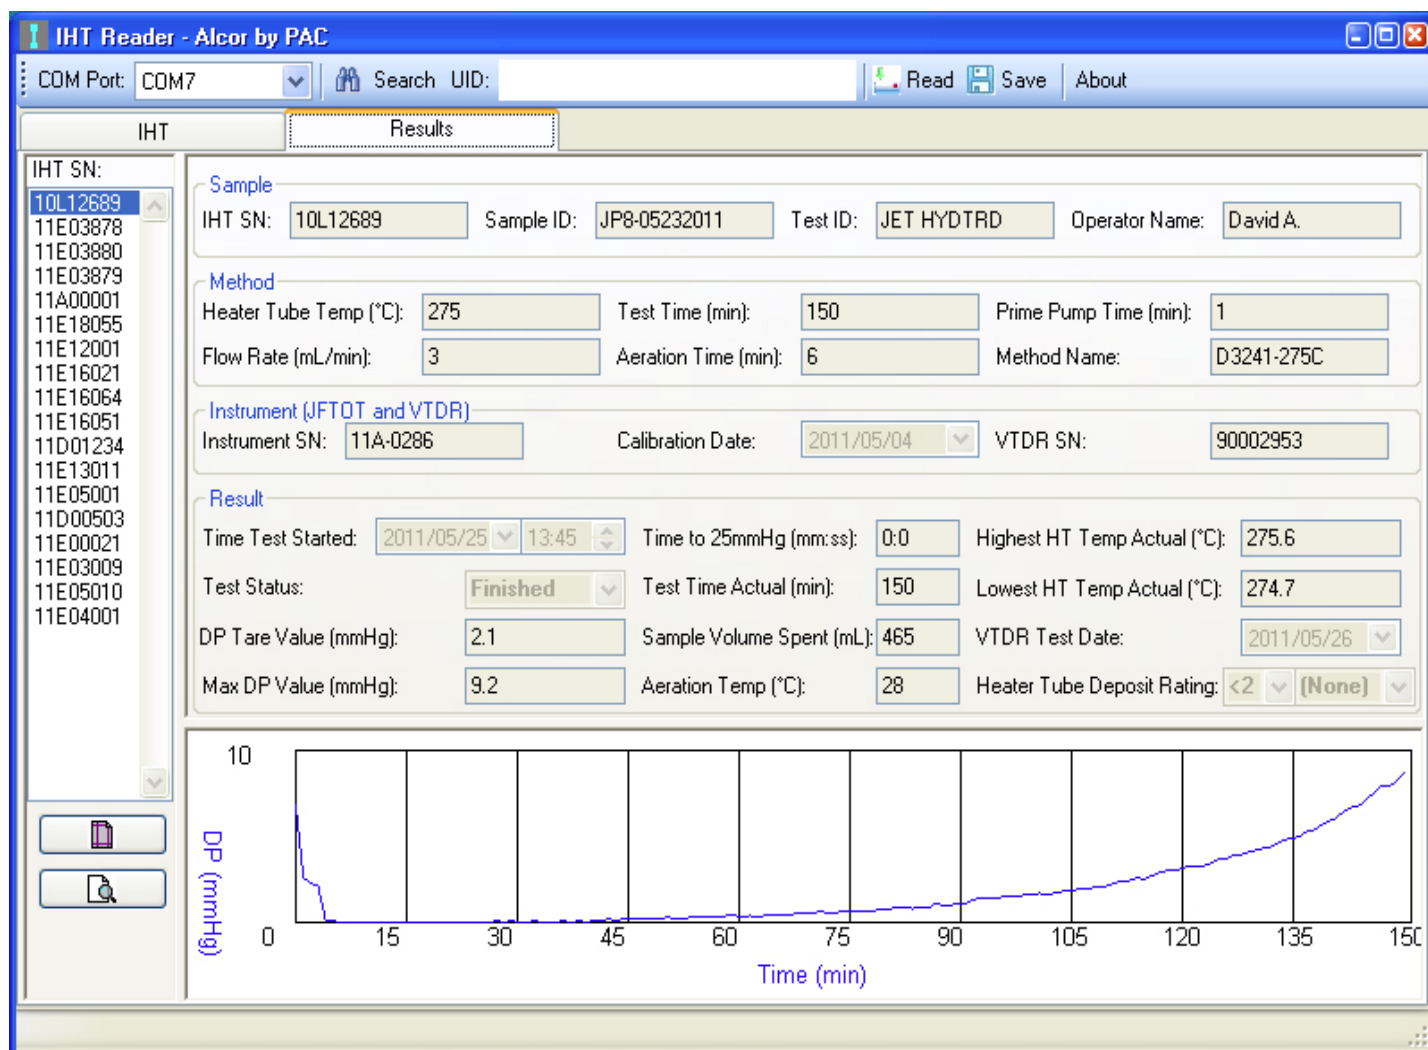 IHT Reader - Alcor by PAC
COM Port: COM7 Search UID: Read Save About
IHT Results
IHT SN:
10L12689
11E03878
11E03880
11E03879
11A00001
11E18055
11E12001
11E16021
11E16064
11E16051
11D01234
11E13011
11E05001
11D00503
11E00021
11E03009
11E05010
11E04001
Sample
IHT SN: 10L12689 Sample ID: JP8-05232011 Test ID: JET HYDTRD Operator Name: David A.
Method
Heater Tube Temp (°C): 275 Test Time (min): 150 Prime Pump Time (min): 1
Flow Rate (mL/min): 3 Aeration Time (min): 6 Method Name: D3241-275C
Instrument (JFTOT and VTDR)
Instrument SN: 11A-0286 Calibration Date: 2011/05/04 VTDR SN: 90002953
Result
Time Test Started: 2011/05/25 13:45 Time to 25mmHg (mm:ss): 0:0 Highest HT Temp Actual (°C): 275.6
Test Status: Finished Test Time Actual (min): 150 Lowest HT Temp Actual (°C): 274.7
DP Tare Value (mmHg): 2.1 Sample Volume Spent (mL): 465 VTDR Test Date: 2011/05/26
Max DP Value (mmHg): 9.2 Aeration Temp (°C): 28 Heater Tube Deposit Rating: <2 (None)
10
DP (mmHg)
0 15 30 45 60 75 90 105 120 135 150
Time (min)